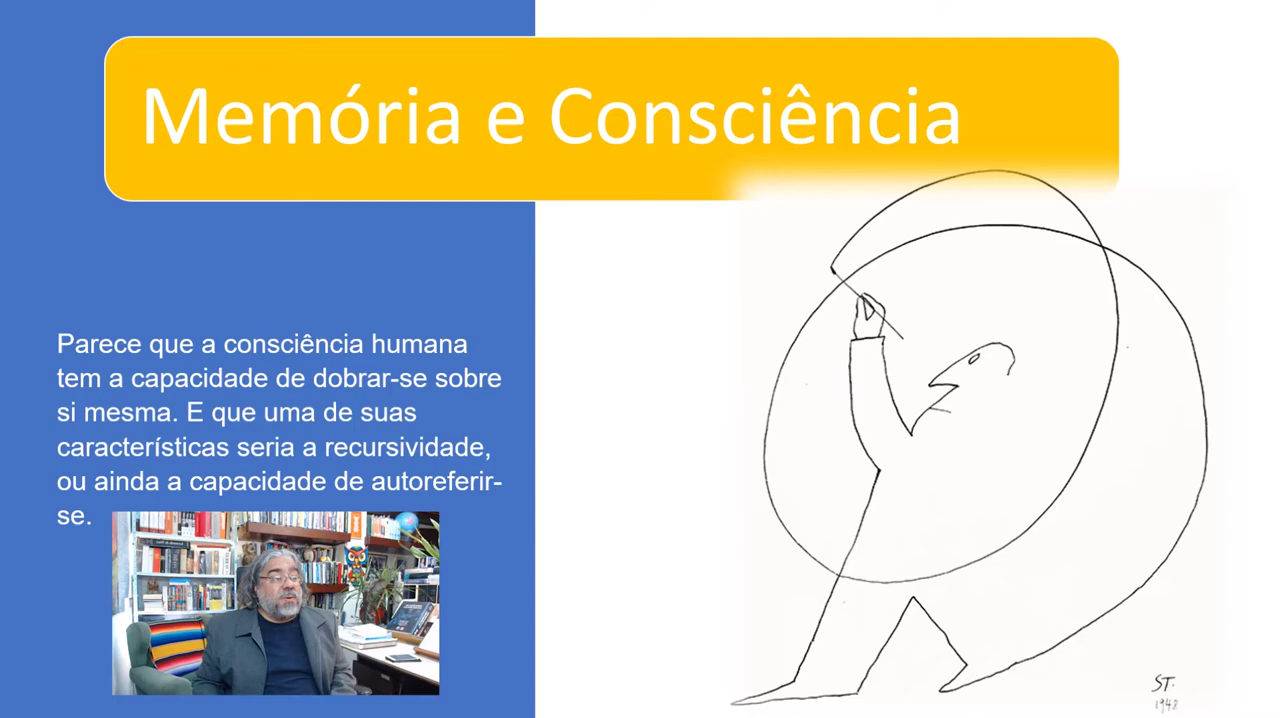 Memória e Consciência
Parece que a consciência humana
tem a capacidade de dobrar-se sobre
si mesma. E que uma de suas
características seria a recursividade,
ou ainda a capacidade de autoreferir-
se.
ST.
1948